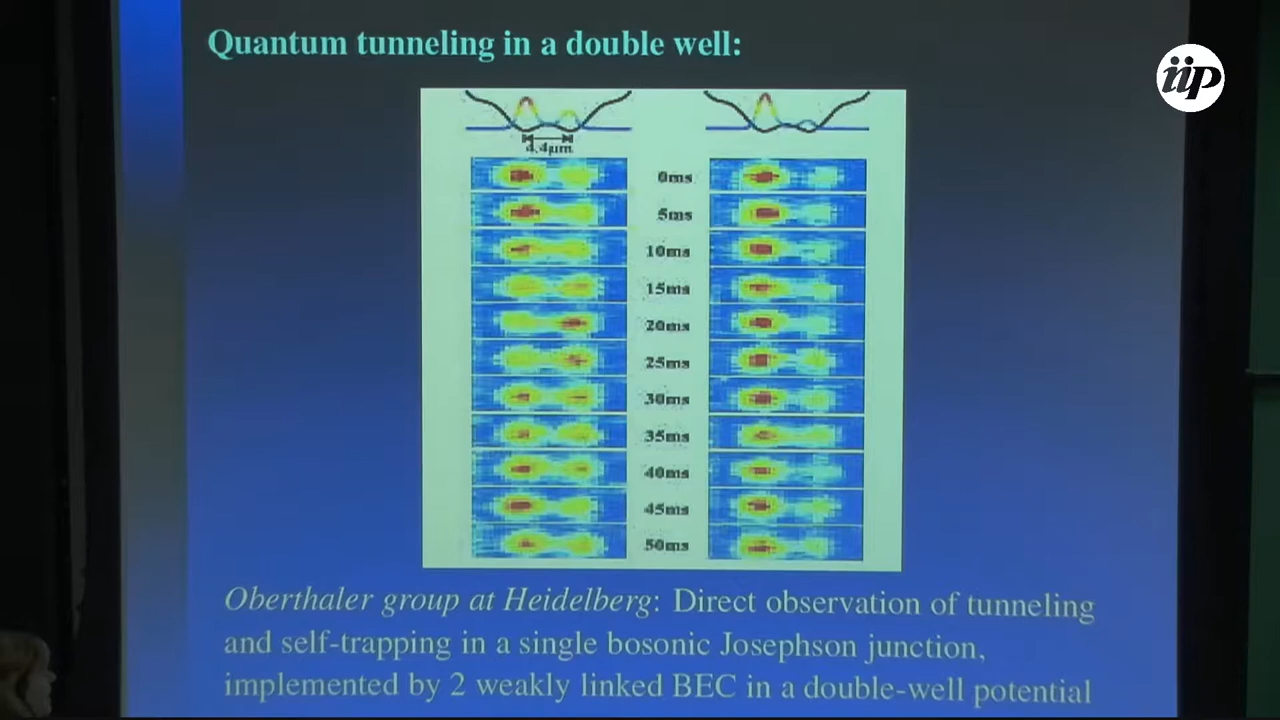 Quantum tunneling in a double well:
iip
4.4µm
0ms
5ms
10ms
15ms
20ms
25ms
30ms
35ms
40ms
45ms
50ms
Oberthaler group at Heidelberg: Direct observation of tunneling
and self-trapping in a single bosonic Josephson junction,
implemented by 2 weakly linked BEC in a double-well potential